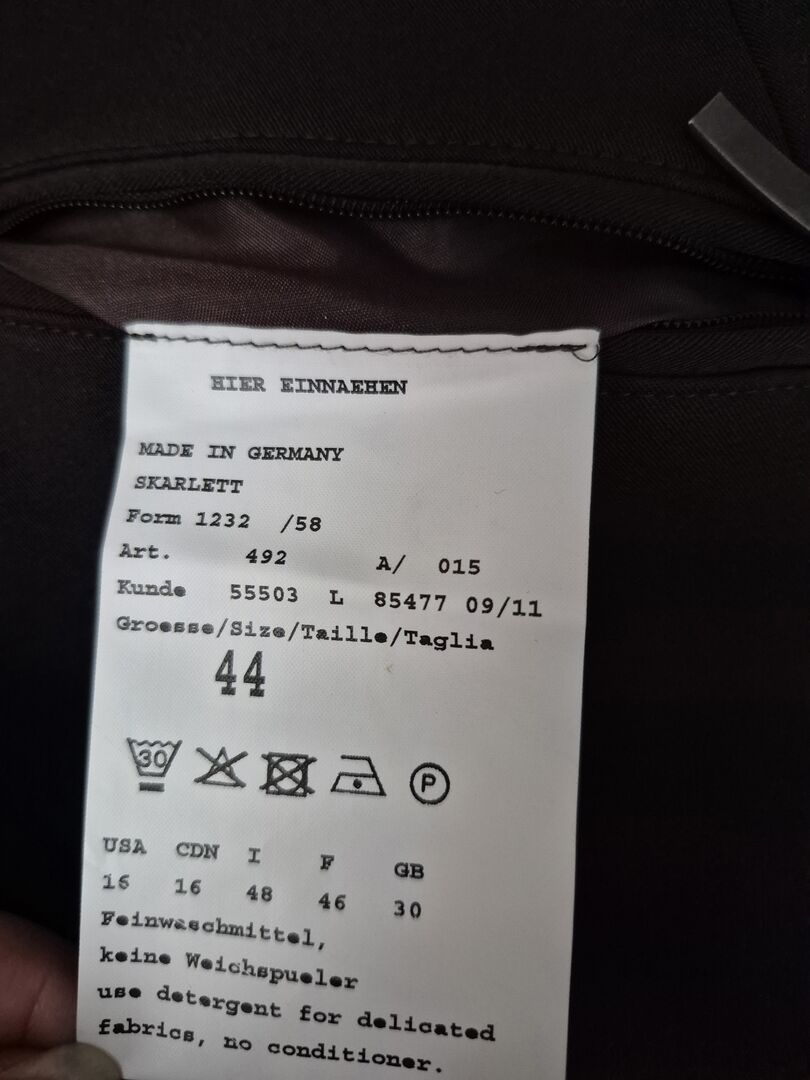 HIER EINNAEHEN
MADE IN GERMANY
SKARLETT
Form 1232 /58
Art. 492 A/ 015
Kunde 55503 L 85477 09/11
Groesse/Size/Taille/Taglia
44
30 P
USA CDN I F GB
16 16 48 46 30
Feinwaschmittel,
keine Weichspueler
use detergent for delicated
fabrics, no conditioner.